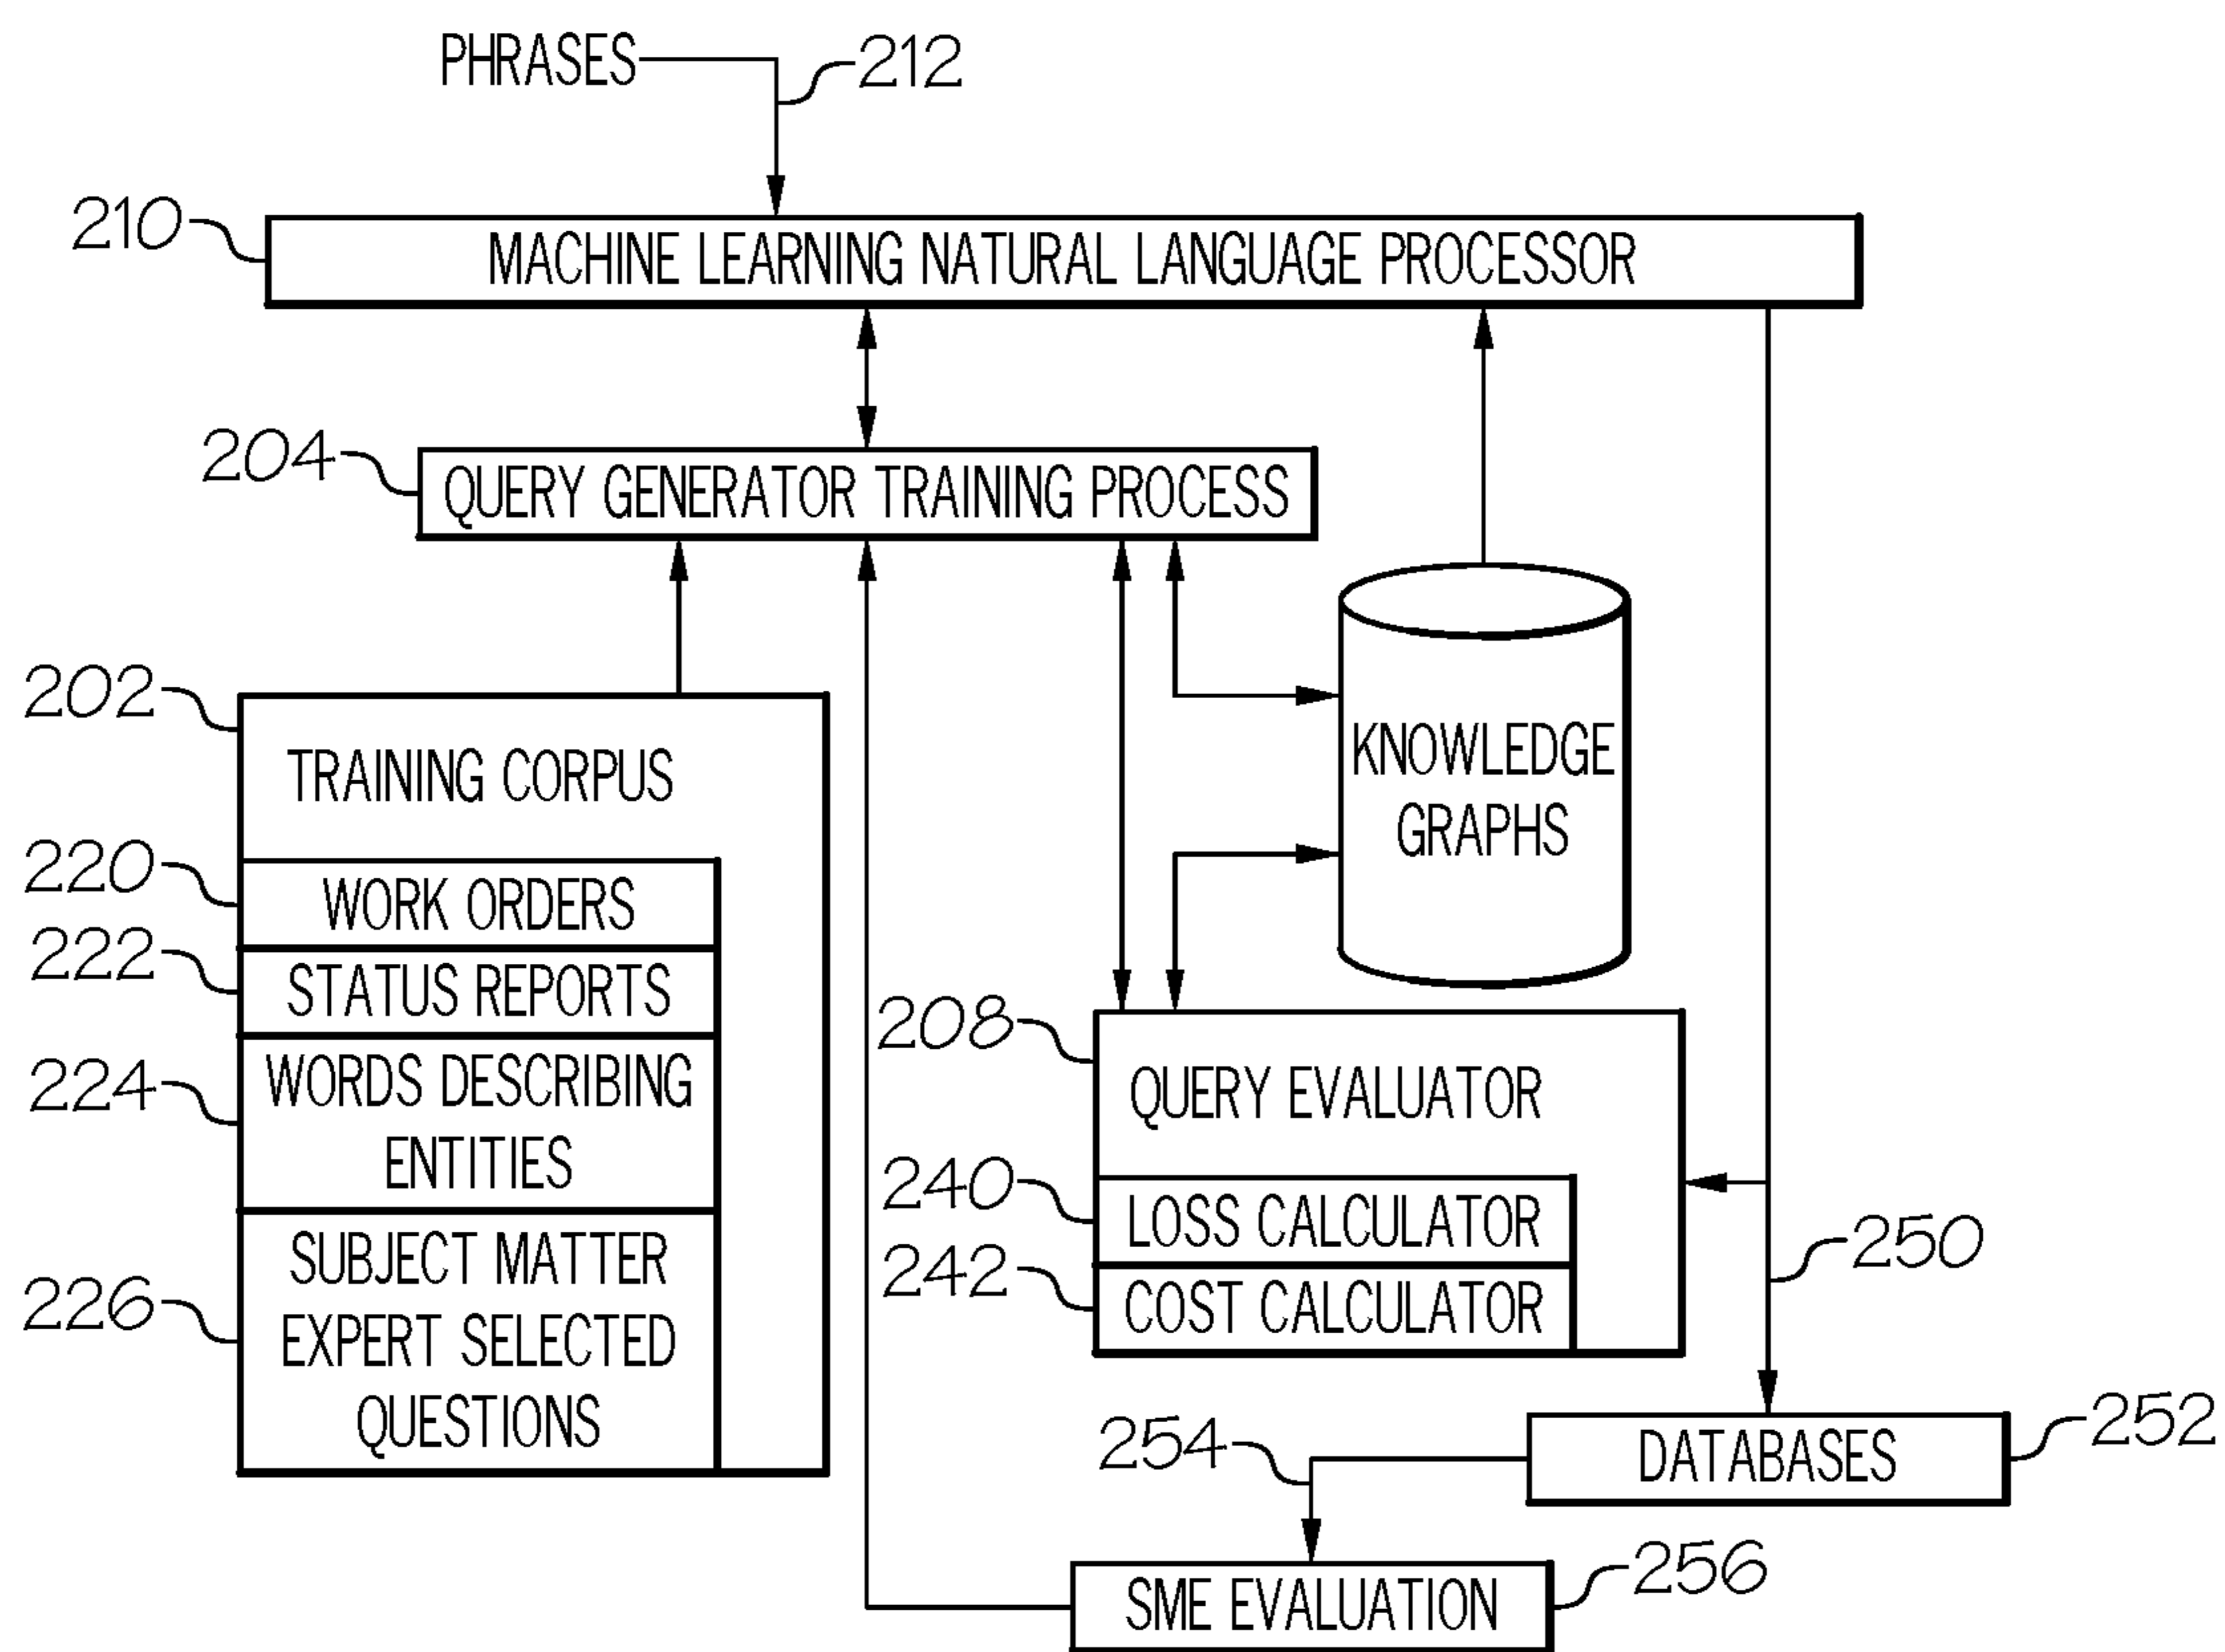 PHRASES
212
210
MACHINE LEARNING NATURAL LANGUAGE PROCESSOR
204
QUERY GENERATOR TRAINING PROCESS
202
TRAINING CORPUS
220
WORK ORDERS
222
STATUS REPORTS
224
WORDS DESCRIBING
ENTITIES
226
SUBJECT MATTER
EXPERT SELECTED
QUESTIONS
KNOWLEDGE
GRAPHS
208
QUERY EVALUATOR
240
LOSS CALCULATOR
242
COST CALCULATOR
250
DATABASES
252
254
SME EVALUATION
256